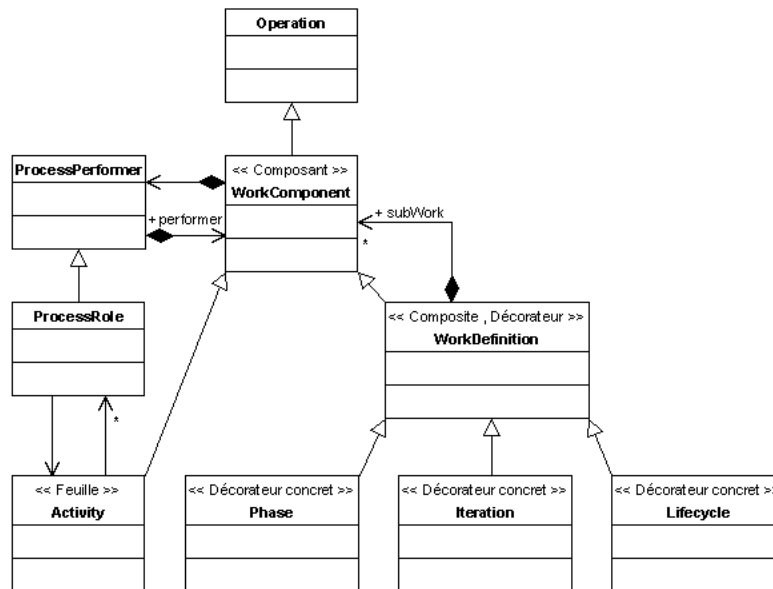 Operation
ProcessPerformer
<< Composant >>
WorkComponent
+ performer
+ subWork
*
ProcessRole
<< Composite , Décorateur >>
WorkDefinition
*
<< Feuille >>
Activity
<< Décorateur concret >>
Phase
<< Décorateur concret >>
Iteration
<< Décorateur concret >>
Lifecycle